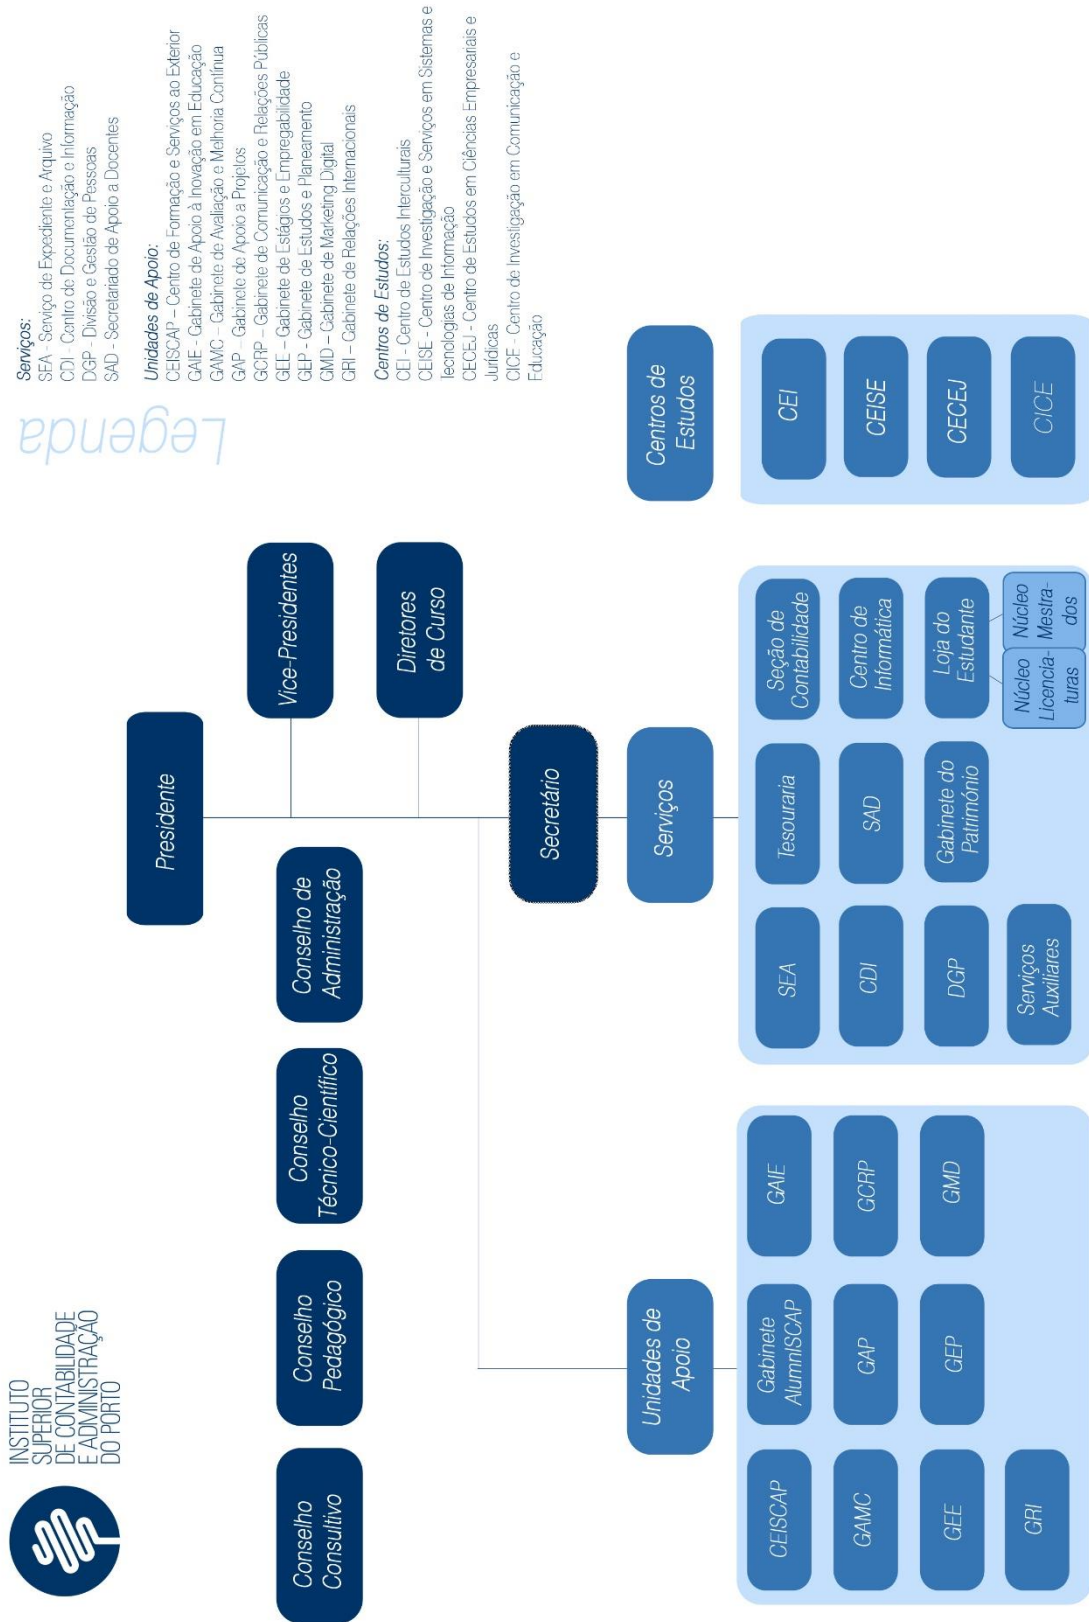 INSTITUTO
SUPERIOR
DE CONTABILIDADE
E ADMINISTRAÇÃO
DO PORTO
Presidente
Vice-Presidentes
Diretores
de Curso
Conselho
Consultivo
Conselho
Pedagógico
Conselho
Técnico-Científico
Conselho de
Administração
Secretário
Unidades de
Apoio
Serviços
Centros de
Estudos
CEISCAP
Gabinete
AlumnISCAP
GAIE
GAMC
GAP
GCRP
GEE
GEP
GMD
GRI
SEA
Tesouraria
Seção de
Contabilidade
CDI
SAD
Centro de
Informática
DGP
Gabinete do
Património
Loja do
Estudante
Serviços
Auxiliares
Núcleo
Licencia-
turas
Núcleo
Mestra-
dos
CEI
CEISE
CECEJ
CICE
Legenda
Serviços:
SEA - Serviço de Expediente e Arquivo
CDI - Centro de Documentação e Informação
DGP - Divisão e Gestão de Pessoas
SAD - Secretariado de Apoio a Docentes
Unidades de Apoio:
CEISCAP – Centro de Formação e Serviços ao Exterior
GAIE - Gabinete de Apoio à Inovação em Educação
GAMC – Gabinete de Avaliação e Melhoria Contínua
GAP – Gabinete de Apoio a Projetos
GCRP – Gabinete de Comunicação e Relações Públicas
GEE – Gabinete de Estágios e Empregabilidade
GEP - Gabinete de Estudos e Planeamento
GMD – Gabinete de Marketing Digital
GRI – Gabinete de Relações Internacionais
Centros de Estudos:
CEI - Centro de Estudos Interculturais
CEISE - Centro de Investigação e Serviços em Sistemas e
Tecnologias de Informação
CECEJ - Centro de Estudos em Ciências Empresariais e
Jurídicas
CICE - Centro de Investigação em Comunicação e
Educação